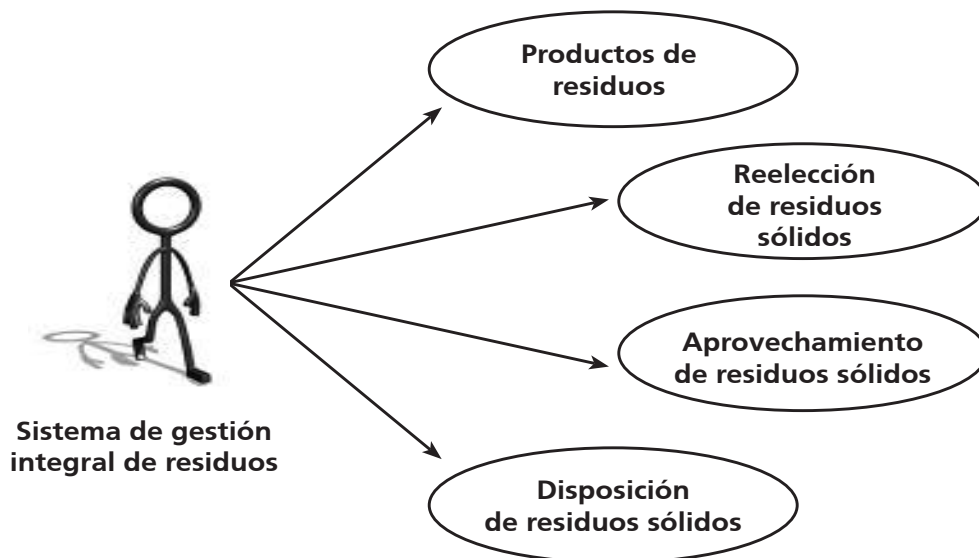 Productos de
residuos
Reelección
de residuos
sólidos
Aprovechamiento
de residuos sólidos
Sistema de gestión
integral de residuos
Disposición
de residuos sólidos